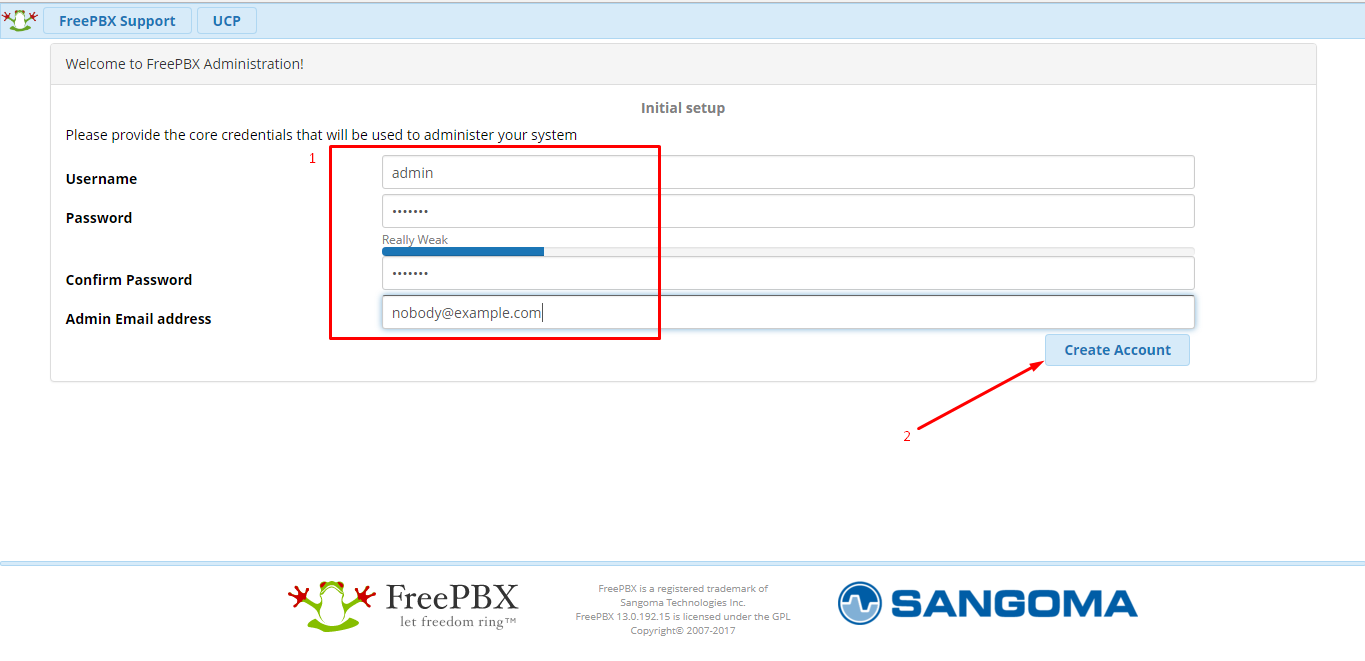 FreePBX Support UCP
Welcome to FreePBX Administration!
Initial setup
Please provide the core credentials that will be used to administer your system
1
Username admin
Password •••••••
Really Weak
Confirm Password •••••••
Admin Email address nobody@example.com
Create Account
2
FreePBX
let freedom ring™
FreePBX is a registered trademark of
Sangoma Technologies Inc.
FreePBX 13.0.192.15 is licensed under the GPL
Copyright© 2007-2017
SANGOMA